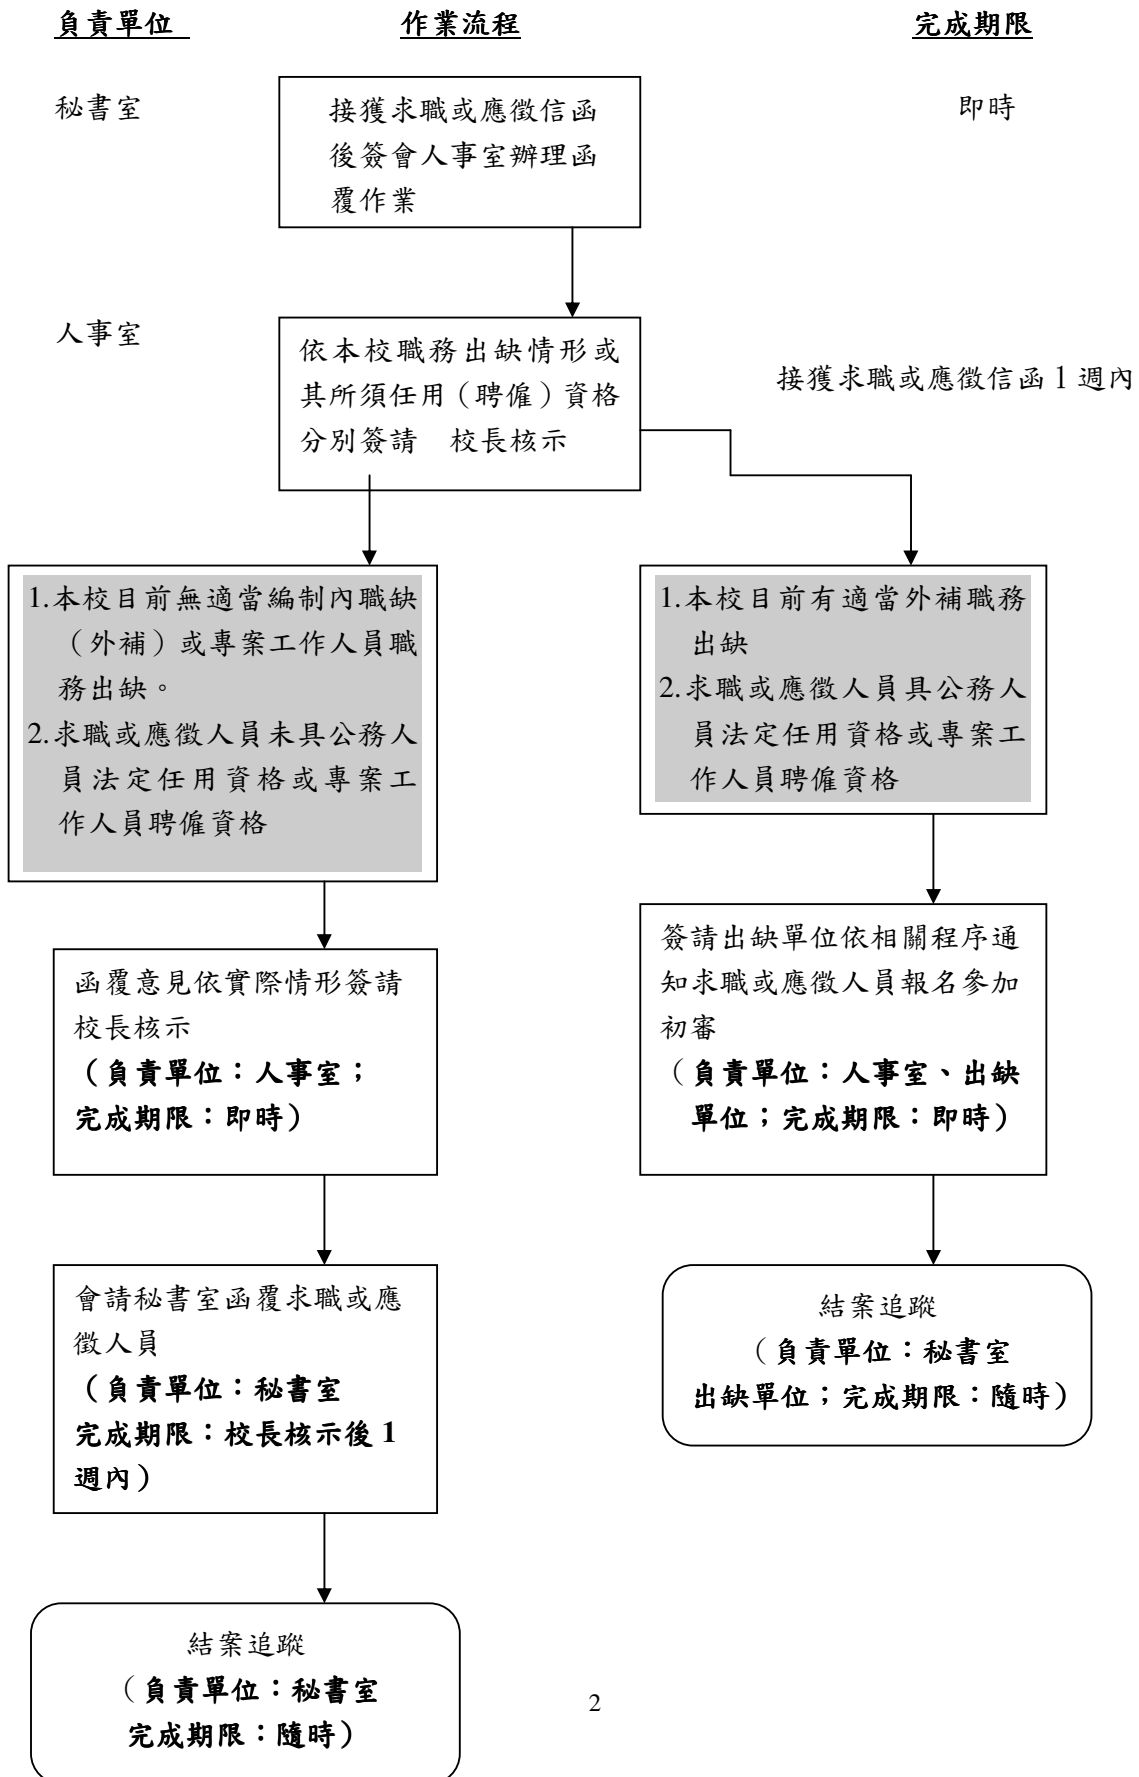 負責單位
作業流程
完成期限
秘書室
接獲求職或應徵信函
後簽會人事室辦理函
覆作業
即時
人事室
依本校職務出缺情形或
其所須任用（聘僱）資格
分別簽請　校長核示
接獲求職或應徵信函 1 週內
1.本校目前無適當編制內職缺
（外補）或專案工作人員職
務出缺。
2.求職或應徵人員未具公務人
員法定任用資格或專案工
作人員聘僱資格
1.本校目前有適當外補職務
出缺
2.求職或應徵人員具公務人
員法定任用資格或專案工
作人員聘僱資格
函覆意見依實際情形簽請
校長核示
（負責單位：人事室；
完成期限：即時）
簽請出缺單位依相關程序通
知求職或應徵人員報名參加
初審
（負責單位：人事室、出缺
單位；完成期限：即時）
會請秘書室函覆求職或應
徵人員
（負責單位：秘書室
完成期限：校長核示後 1
週內）
結案追蹤
（負責單位：秘書室
出缺單位；完成期限：隨時）
結案追蹤
（負責單位：秘書室
完成期限：隨時）
2